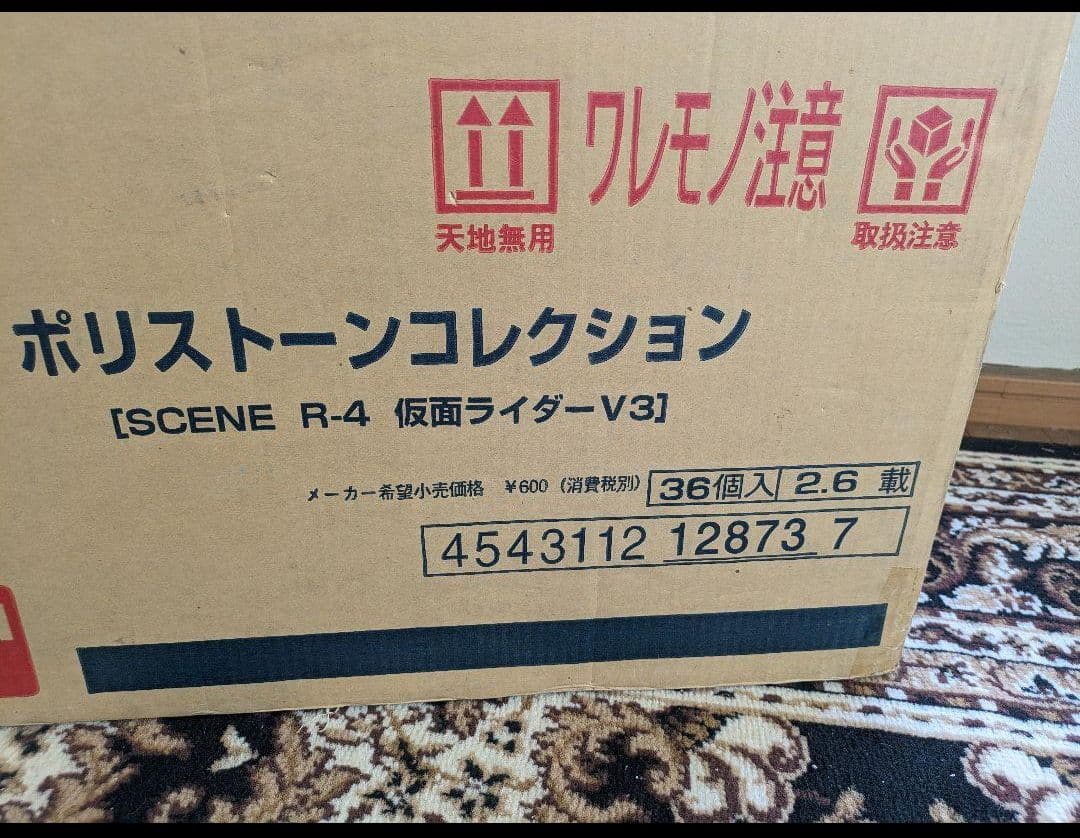 ワレモノ注意
天地無用
取扱注意
ポリストーンコレクション
[SCENE R-4 仮面ライダーV3]
メーカー希望小売価格 ¥600 (消費税別) 36個入 2.6 載
4543112 12873 7